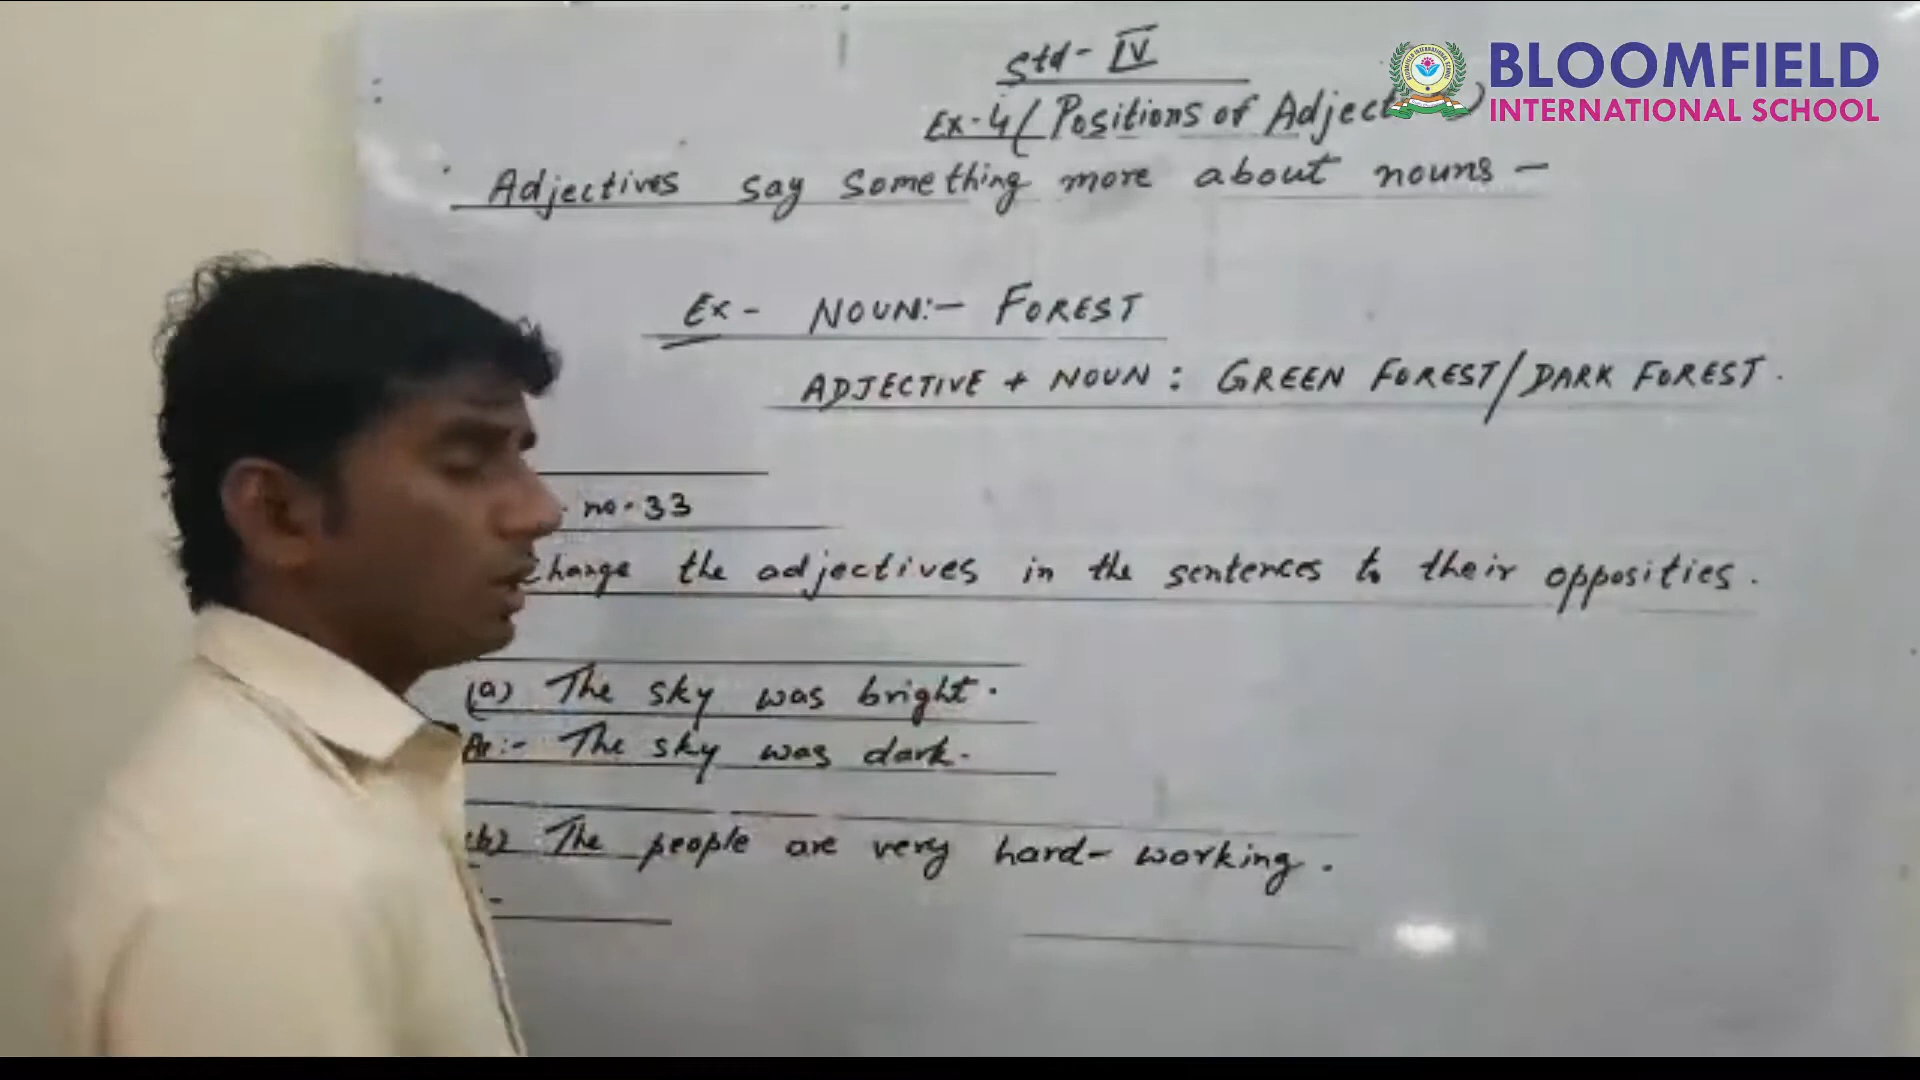 Std - IV
BLOOMFIELD
INTERNATIONAL SCHOOL
Ex-4 ( Positions of Adject )
Adjectives say something more about nouns -
Ex - NOUN:- FOREST
ADJECTIVE + NOUN : GREEN FOREST/DARK FOREST.
no. 33
Change the adjectives in the sentences to their opposities.
(a) The sky was bright.
:- The sky was dark.
(b) The people are very hard-working.